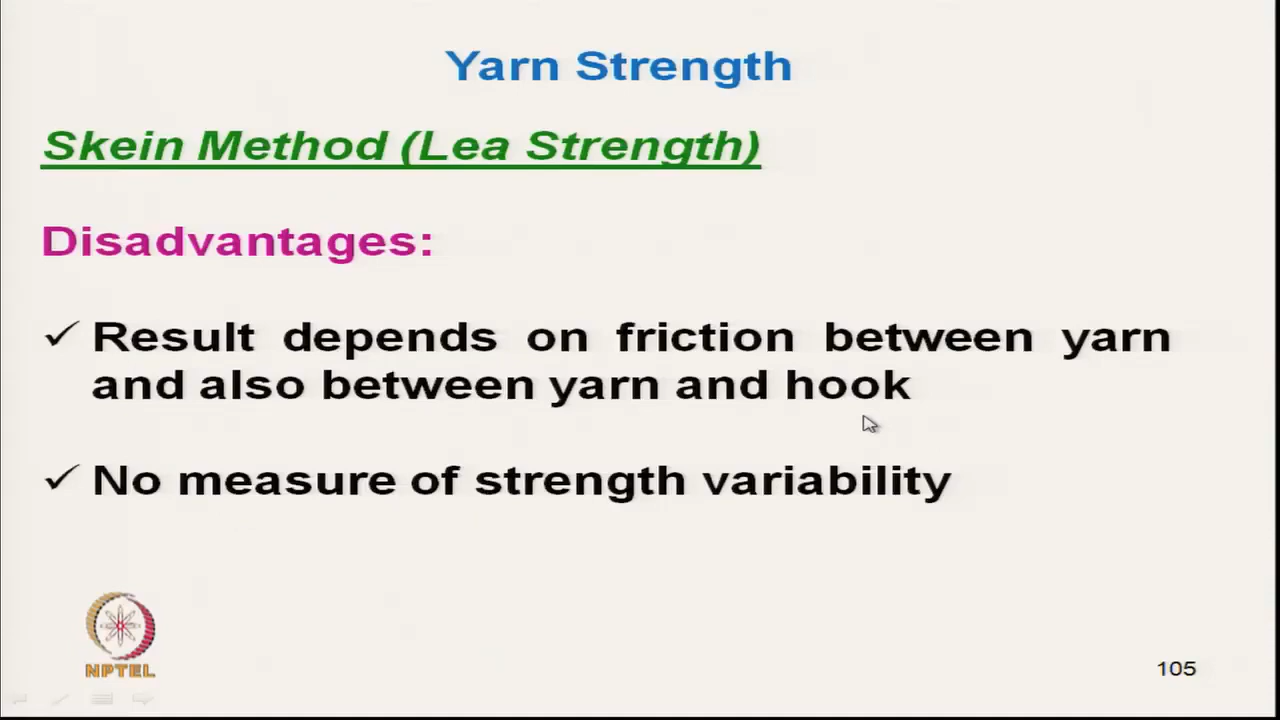 Yarn Strength
Skein Method (Lea Strength)
Disadvantages:
✓ Result depends on friction between yarn
and also between yarn and hook
✓ No measure of strength variability
NPTEL
105